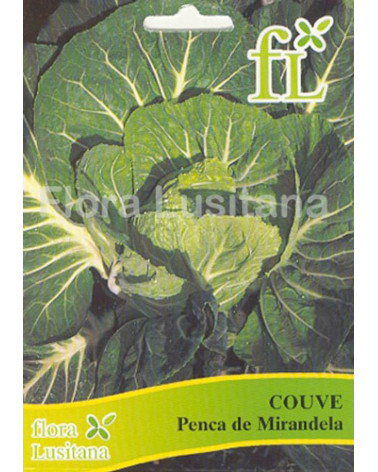 fL
Flora Lusitana
COUVE
Penca de Mirandela
flora
Lusitana